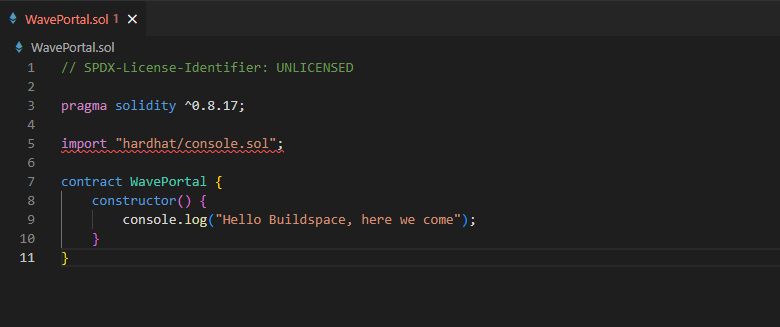 WavePortal.sol 1 ×
WavePortal.sol
1 // SPDX-License-Identifier: UNLICENSED
2
3 pragma solidity ^0.8.17;
4
5 import "hardhat/console.sol";
6
7 contract WavePortal {
8     constructor() {
9         console.log("Hello Buildspace, here we come");
10     }
11 }